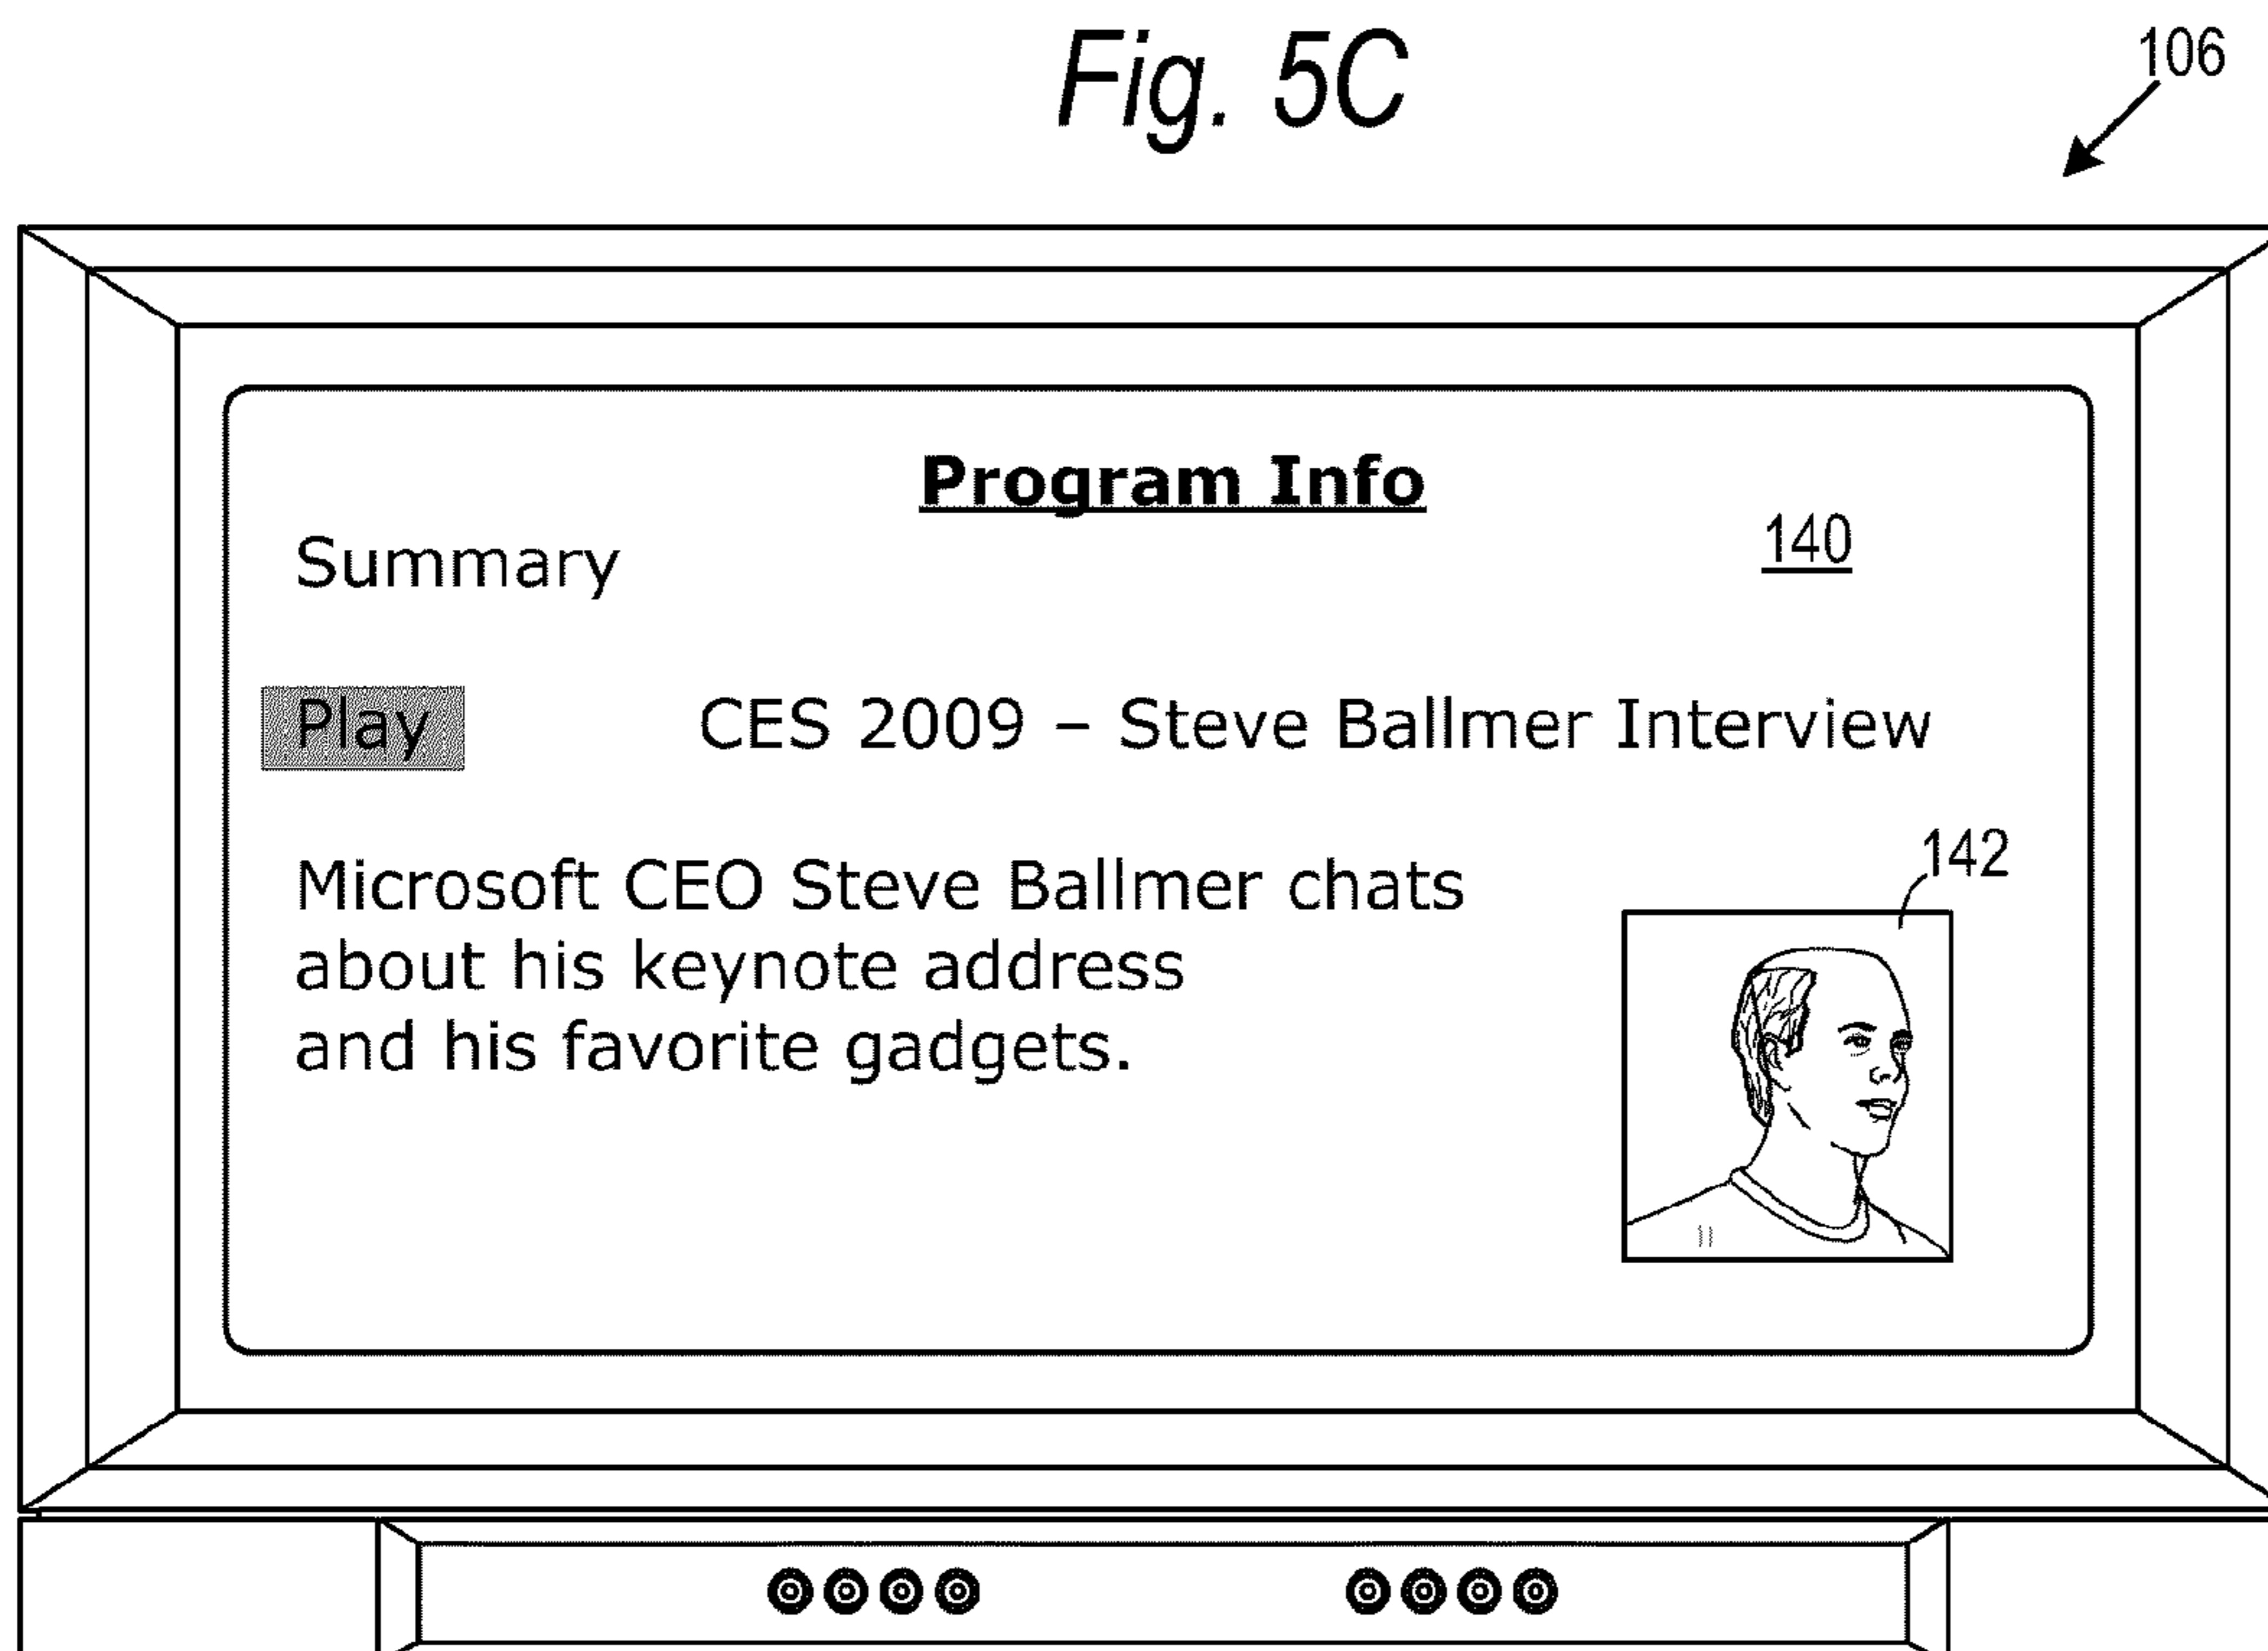 Fig. 5C
106
Program Info
140
Summary
Play
CES 2009 – Steve Ballmer Interview
142
Microsoft CEO Steve Ballmer chats
about his keynote address
and his favorite gadgets.